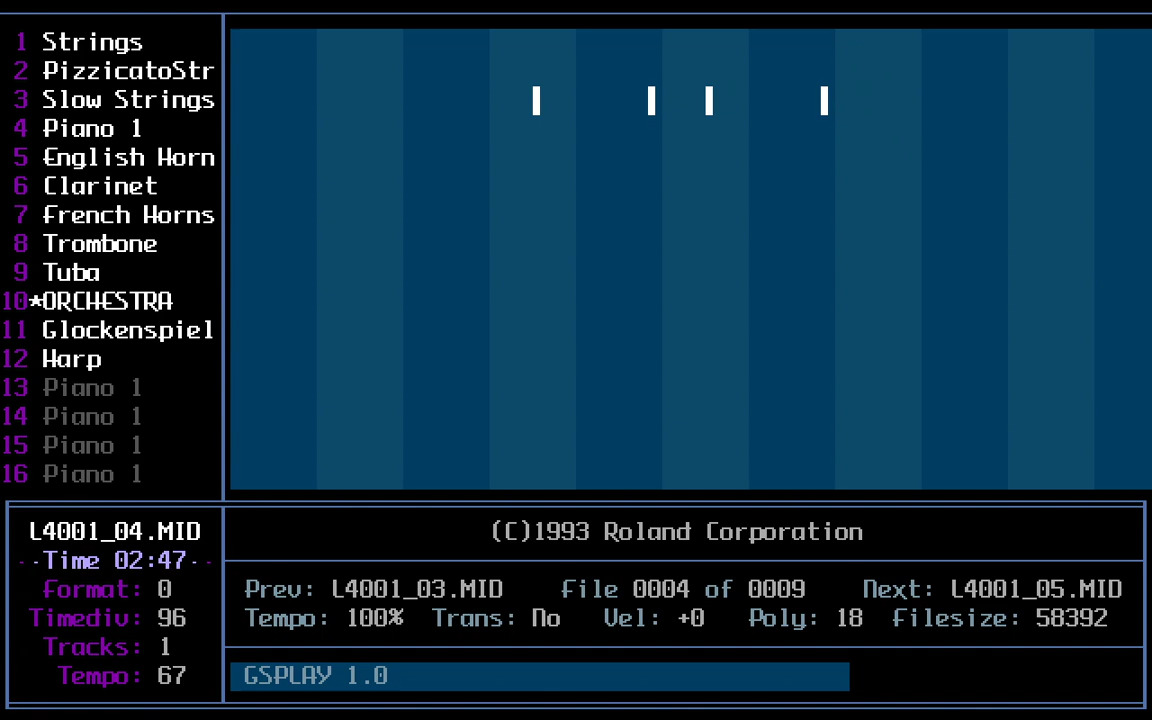 1 Strings
2 PizzicatoStr
3 Slow Strings
4 Piano 1
5 English Horn
6 Clarinet
7 French Horns
8 Trombone
9 Tuba
10*ORCHESTRA
11 Glockenspiel
12 Harp
13 Piano 1
14 Piano 1
15 Piano 1
16 Piano 1
L4001_04.MID
--Time 02:47--
Format: 0
Timediv: 96
Tracks: 1
Tempo: 67
(C)1993 Roland Corporation
Prev: L4001_03.MID File 0004 of 0009 Next: L4001_05.MID
Tempo: 100% Trans: No Vel: +0 Poly: 18 Filesize: 58392
GSPLAY 1.0